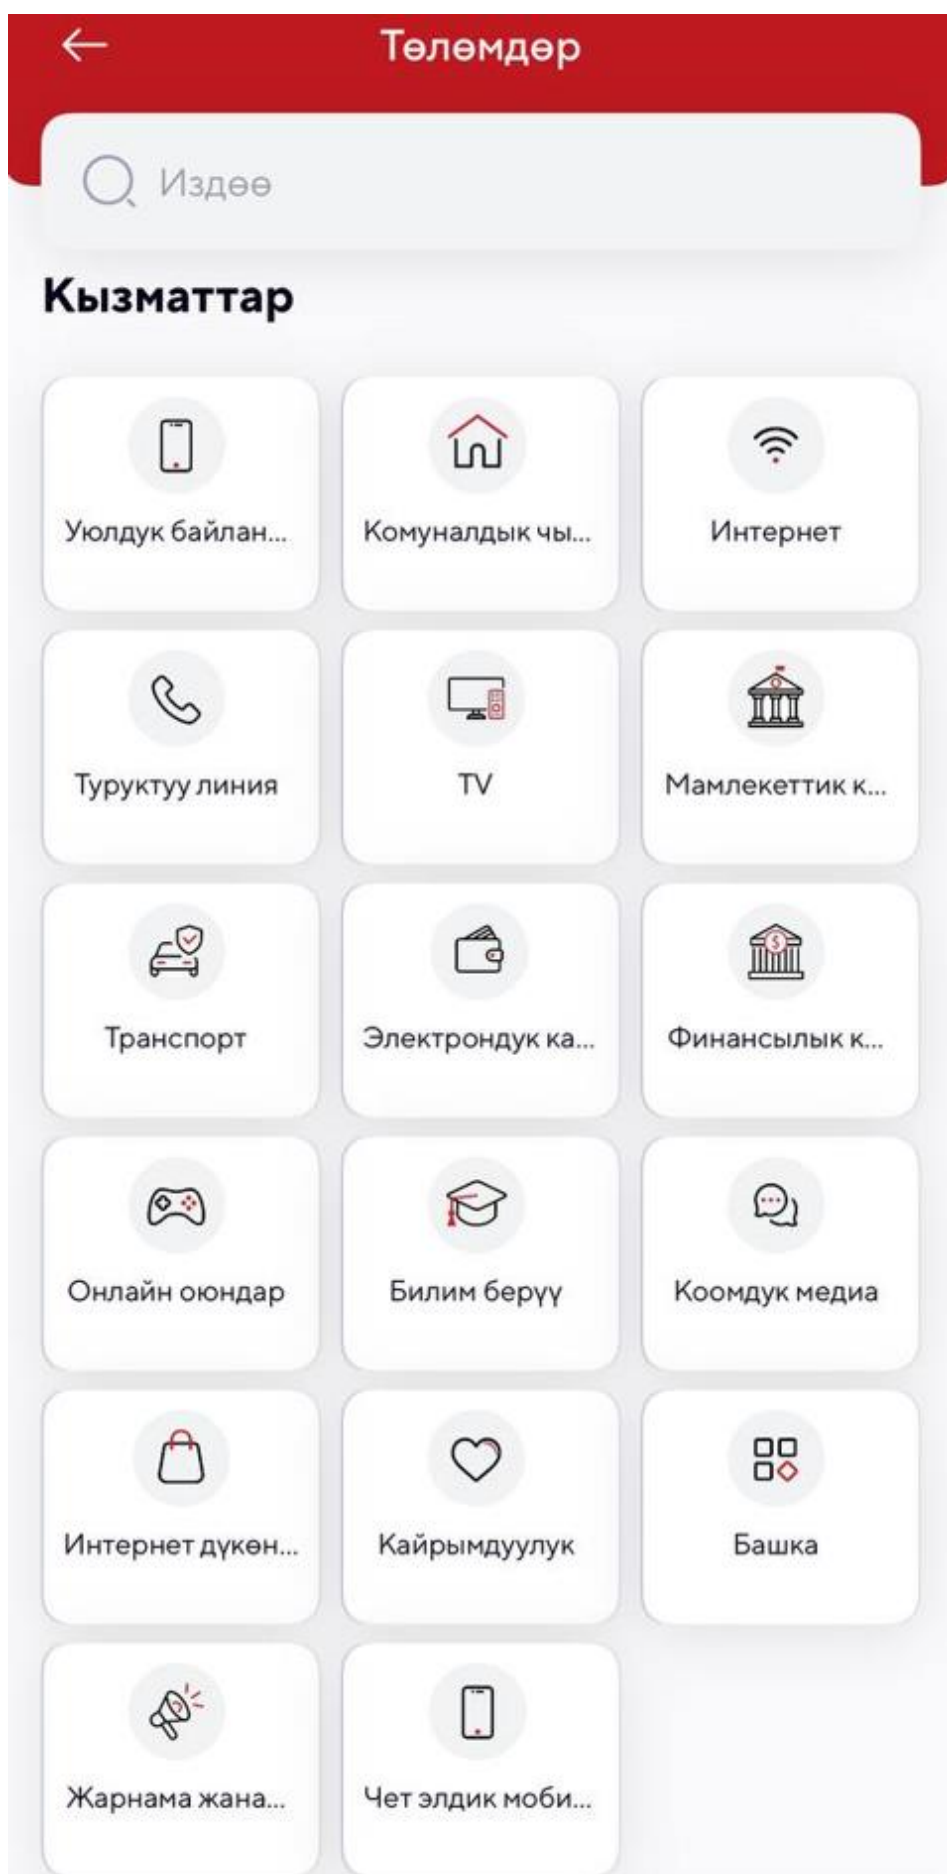 Төлөмдөр
Издөө
Кызматтар
Уюлдук байлан...
Комуналдык чы...
Интернет
Туруктуу линия
TV
Мамлекеттик к...
Транспорт
Электрондук ка...
Финансылык к...
Онлайн оюндар
Билим берүү
Коомдук медиа
Интернет дүкөн...
Кайрымдуулук
Башка
Жарнама жана...
Чет элдик моби...